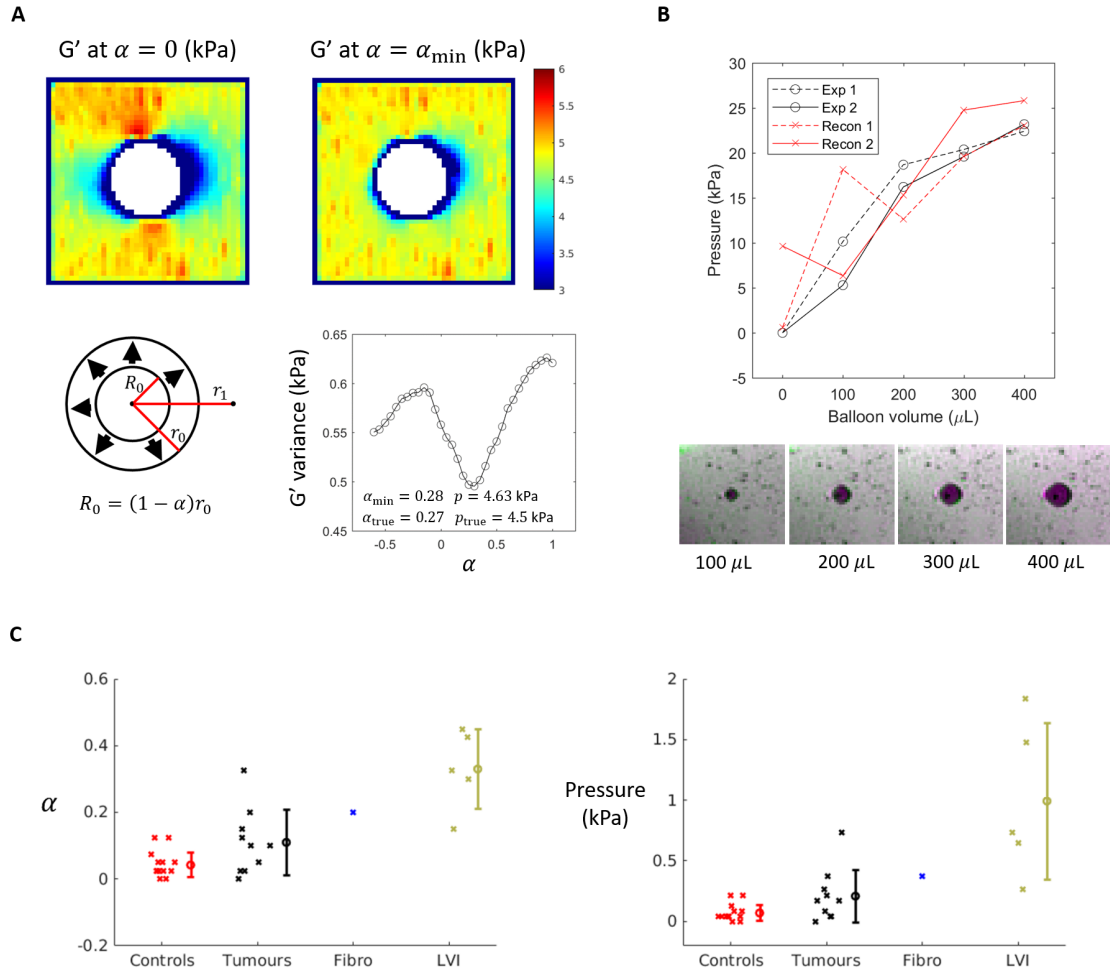 A
G′ at α = 0 (kPa)
G′ at α = α_min (kPa)
6
5.5
5
4.5
4
3.5
3
R₀
r₁
r₀
R₀ = (1 − α)r₀
G′ variance (kPa)
0.65
0.6
0.55
0.5
0.45
α_min = 0.28 p = 4.63 kPa
α_true = 0.27 p_true = 4.5 kPa
-0.5 0 0.5 1
α
B
Pressure (kPa)
30
25
20
15
10
5
0
-5
Exp 1
Exp 2
Recon 1
Recon 2
0 100 200 300 400
Balloon volume (μL)
100 μL
200 μL
300 μL
400 μL
C
α
0.6
0.4
0.2
0
-0.2
Controls Tumours Fibro LVI
Pressure
(kPa)
2
1.5
1
0.5
0
Controls Tumours Fibro LVI